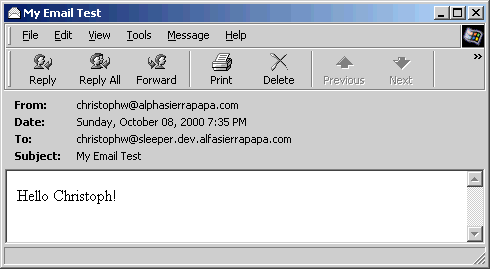 My Email Test
File Edit View Tools Message Help
Reply Reply All Forward Print Delete Previous Next »
From: christophw@alphasierrapapa.com
Date: Sunday, October 08, 2000 7:35 PM
To: christophw@sleeper.dev.alfasierrapapa.com
Subject: My Email Test
Hello Christoph!